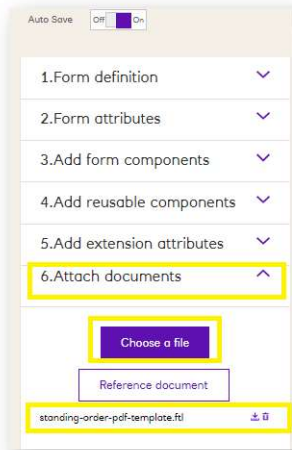 Auto Save Off On
1.Form definition
2.Form attributes
3.Add form components
4.Add reusable components
5.Add extension attributes
6.Attach documents
Choose a file
Reference document
standing-order-pdf-template.ftl